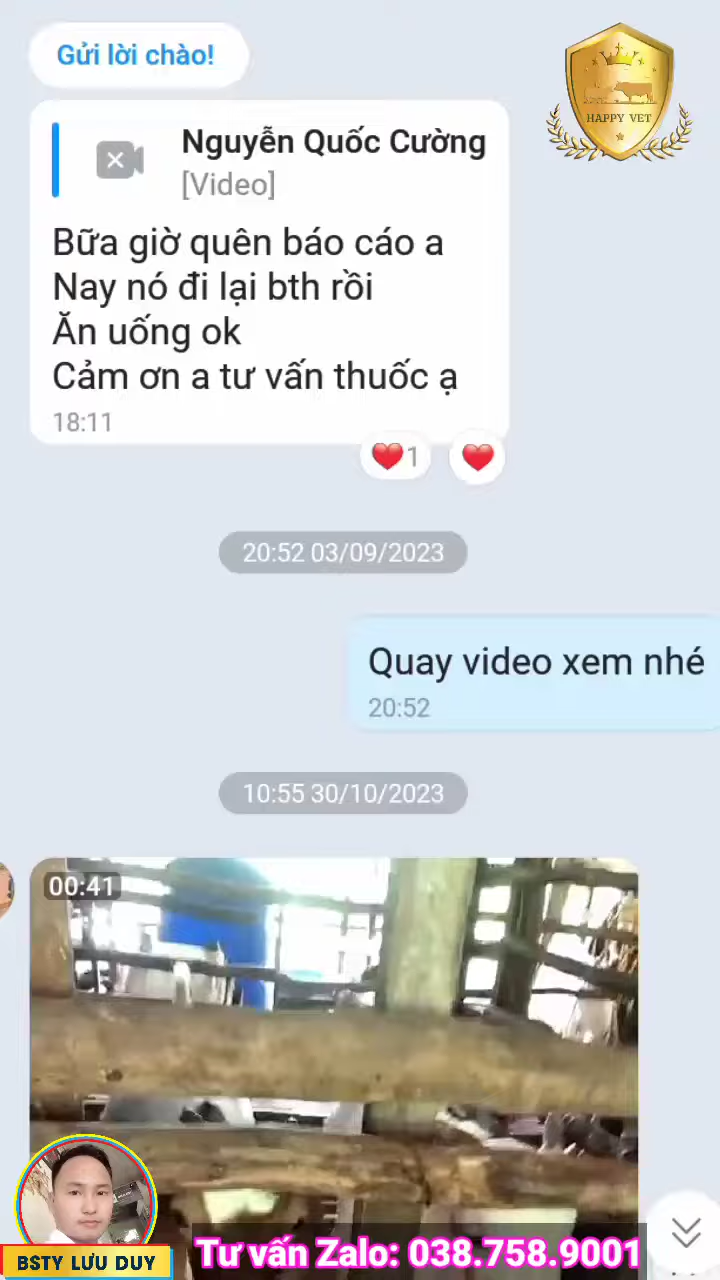 Gửi lời chào!
HAPPY VET
Nguyễn Quốc Cường
[Video]
Bữa giờ quên báo cáo a
Nay nó đi lại bth rồi
Ăn uống ok
Cảm ơn a tư vấn thuốc ạ
18:11
1
20:52 03/09/2023
Quay video xem nhé
20:52
10:55 30/10/2023
00:41
BSTY LƯU DUY
Tư vấn Zalo: 038.758.9001